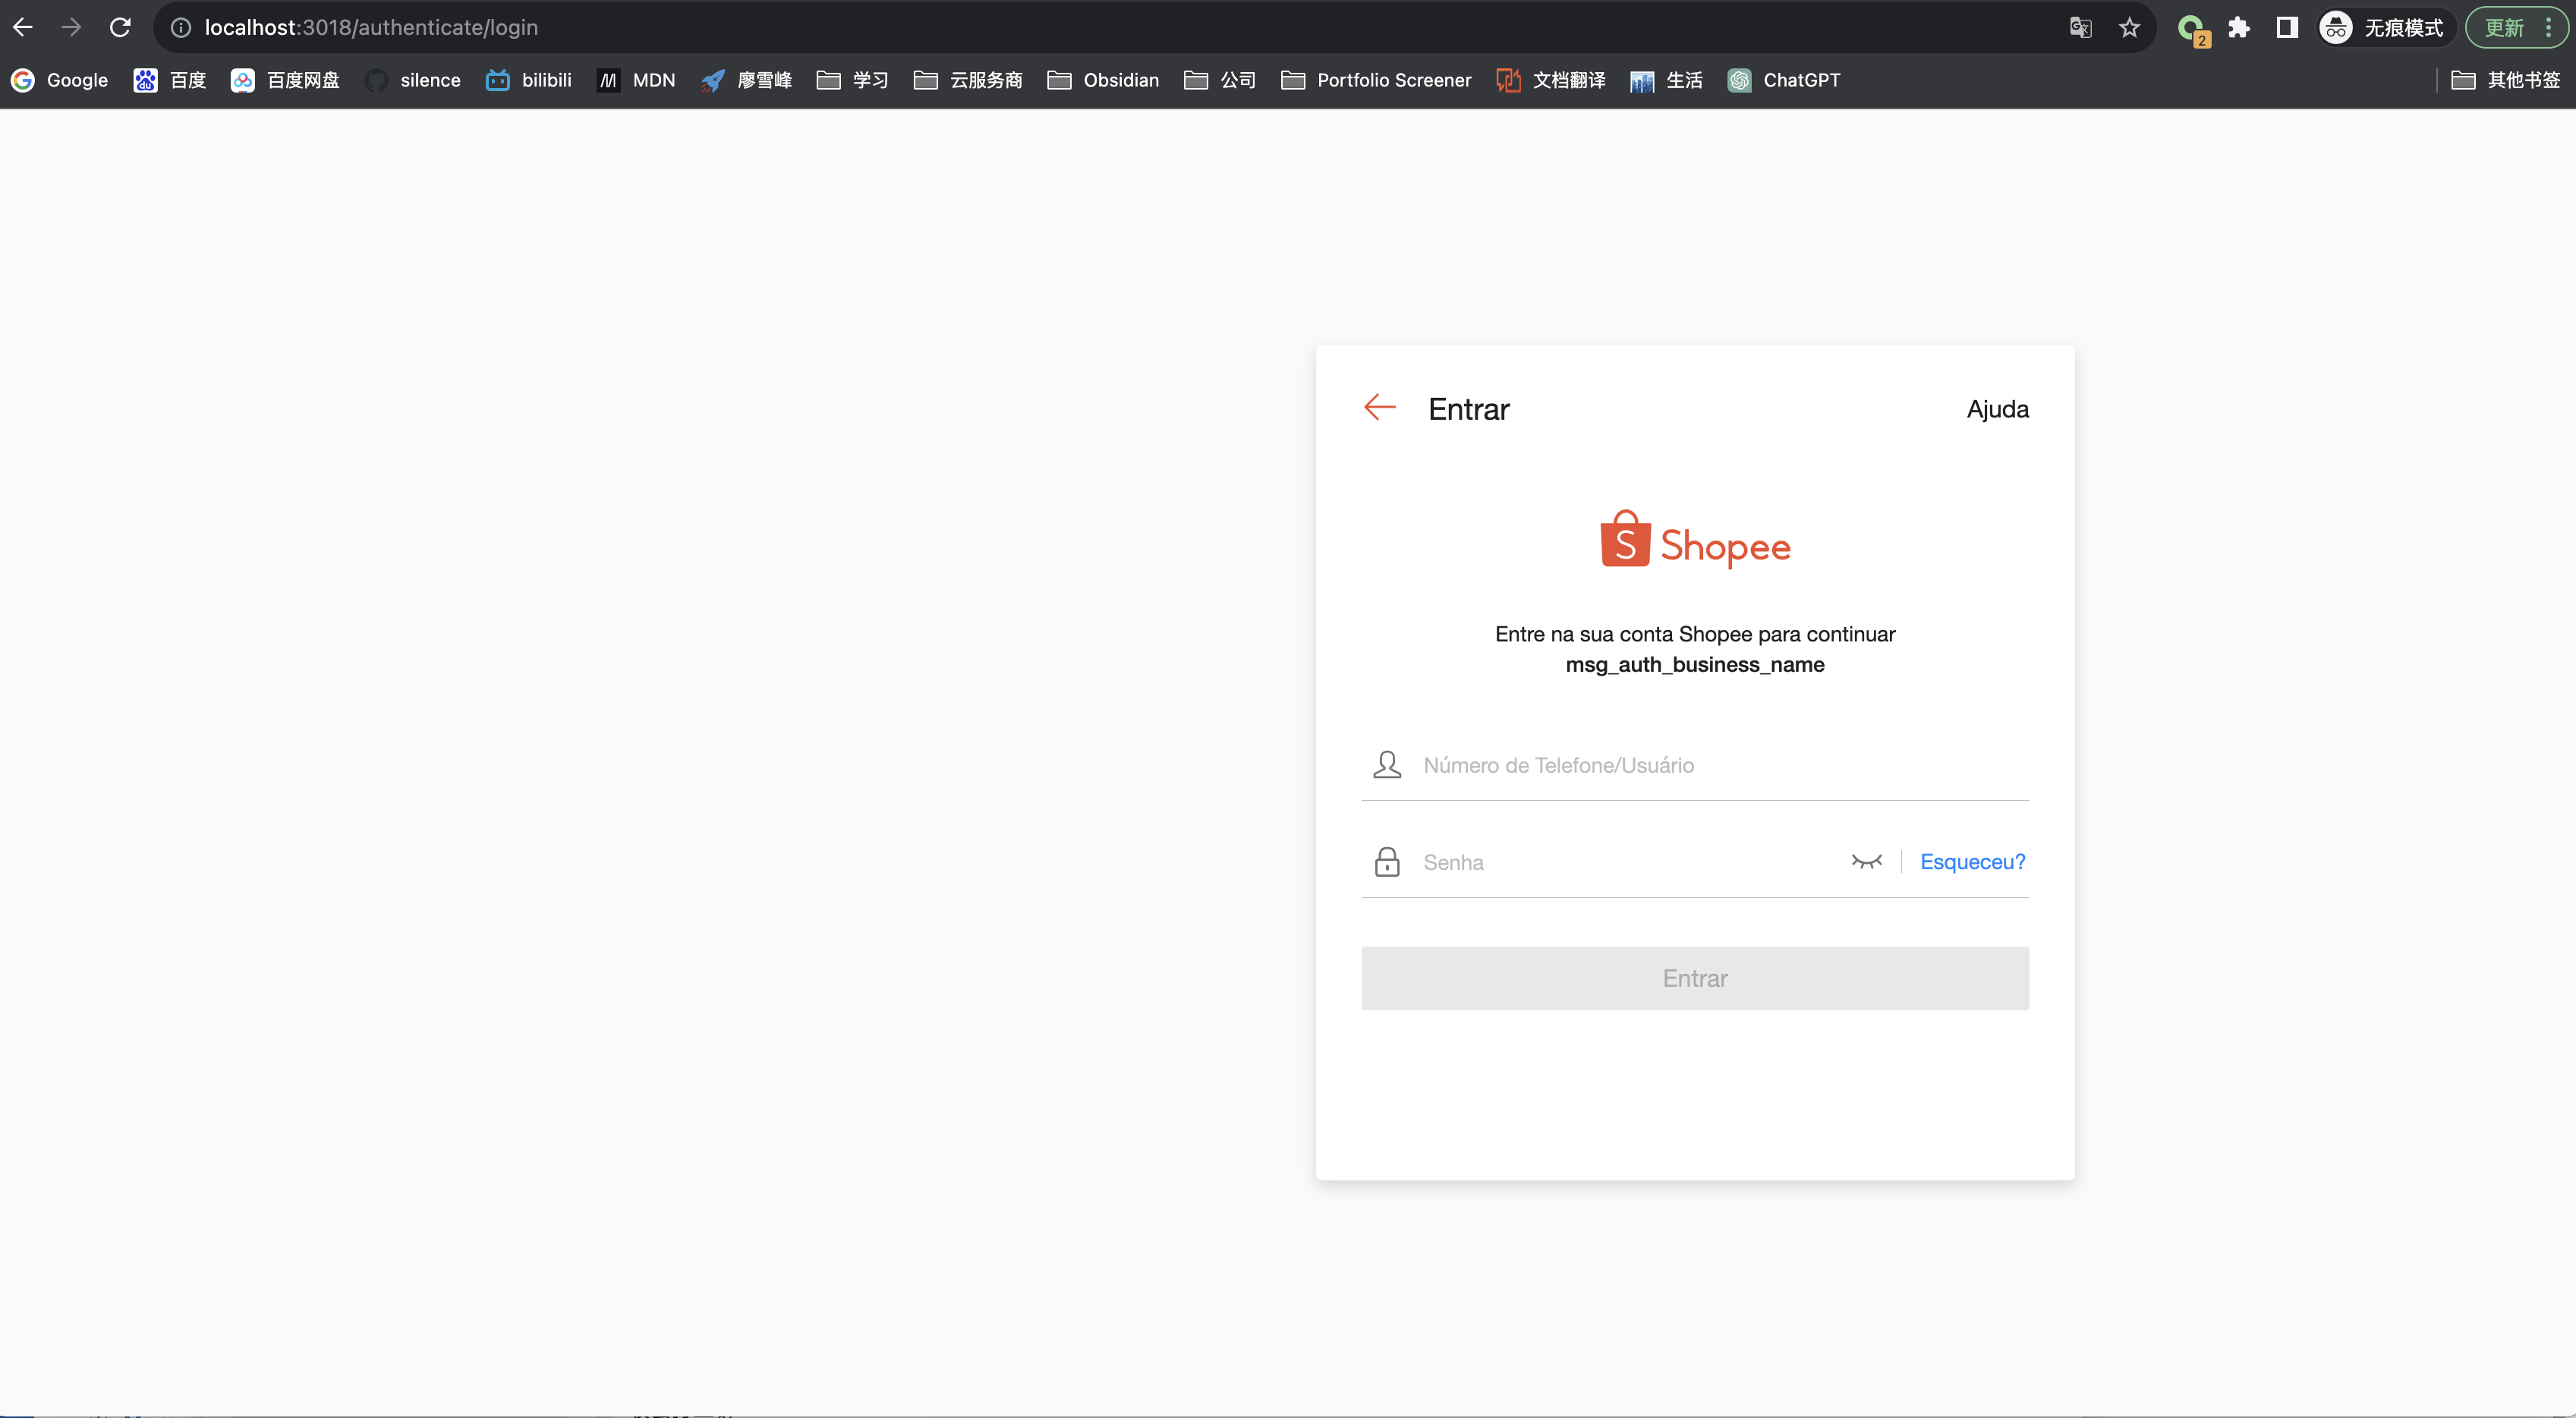 localhost:3018/authenticate/login
2
无痕模式
更新
Google 百度 百度网盘 silence bilibili MDN 廖雪峰 学习 云服务商 Obsidian 公司 Portfolio Screener 文档翻译 生活 ChatGPT 其他书签
Entrar
Ajuda
S Shopee
Entre na sua conta Shopee para continuar
msg_auth_business_name
Número de Telefone/Usuário
Senha
Esqueceu?
Entrar